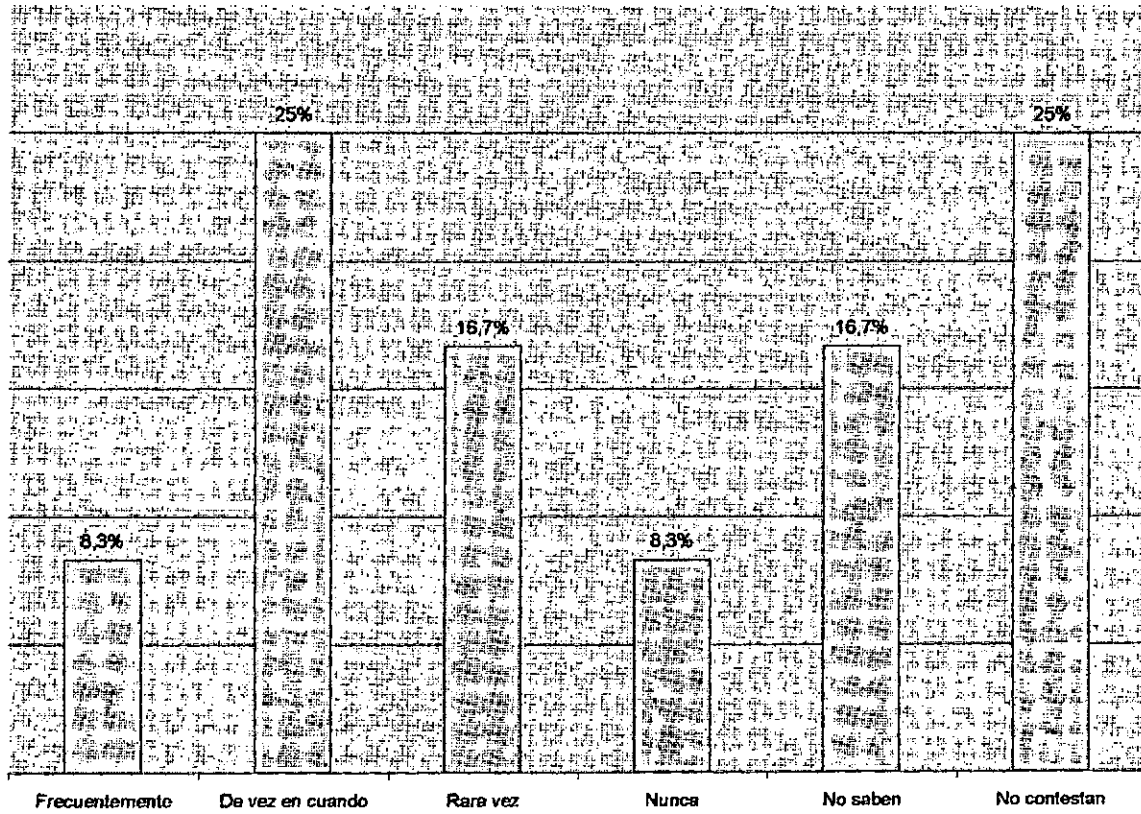 25% 25%
16,7% 16,7%
8,3% 8,3%
Frecuentemento De vez en cuando Rara vez Nunca No saben No contestan